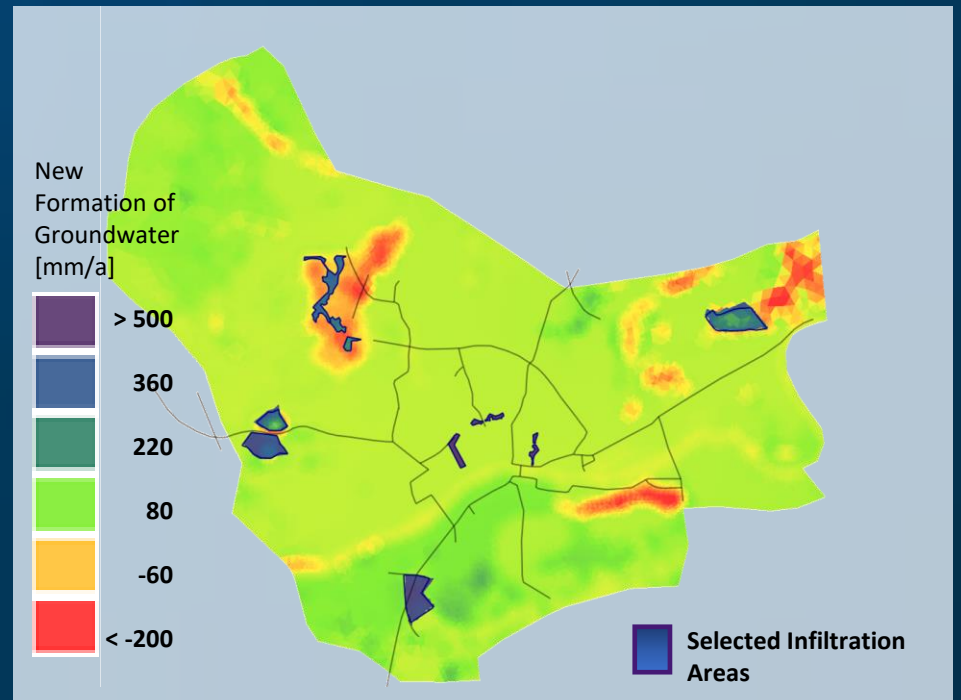 New
Formation of
Groundwater
[mm/a]
> 500
360
220
80
-60
< -200
Selected Infiltration
Areas